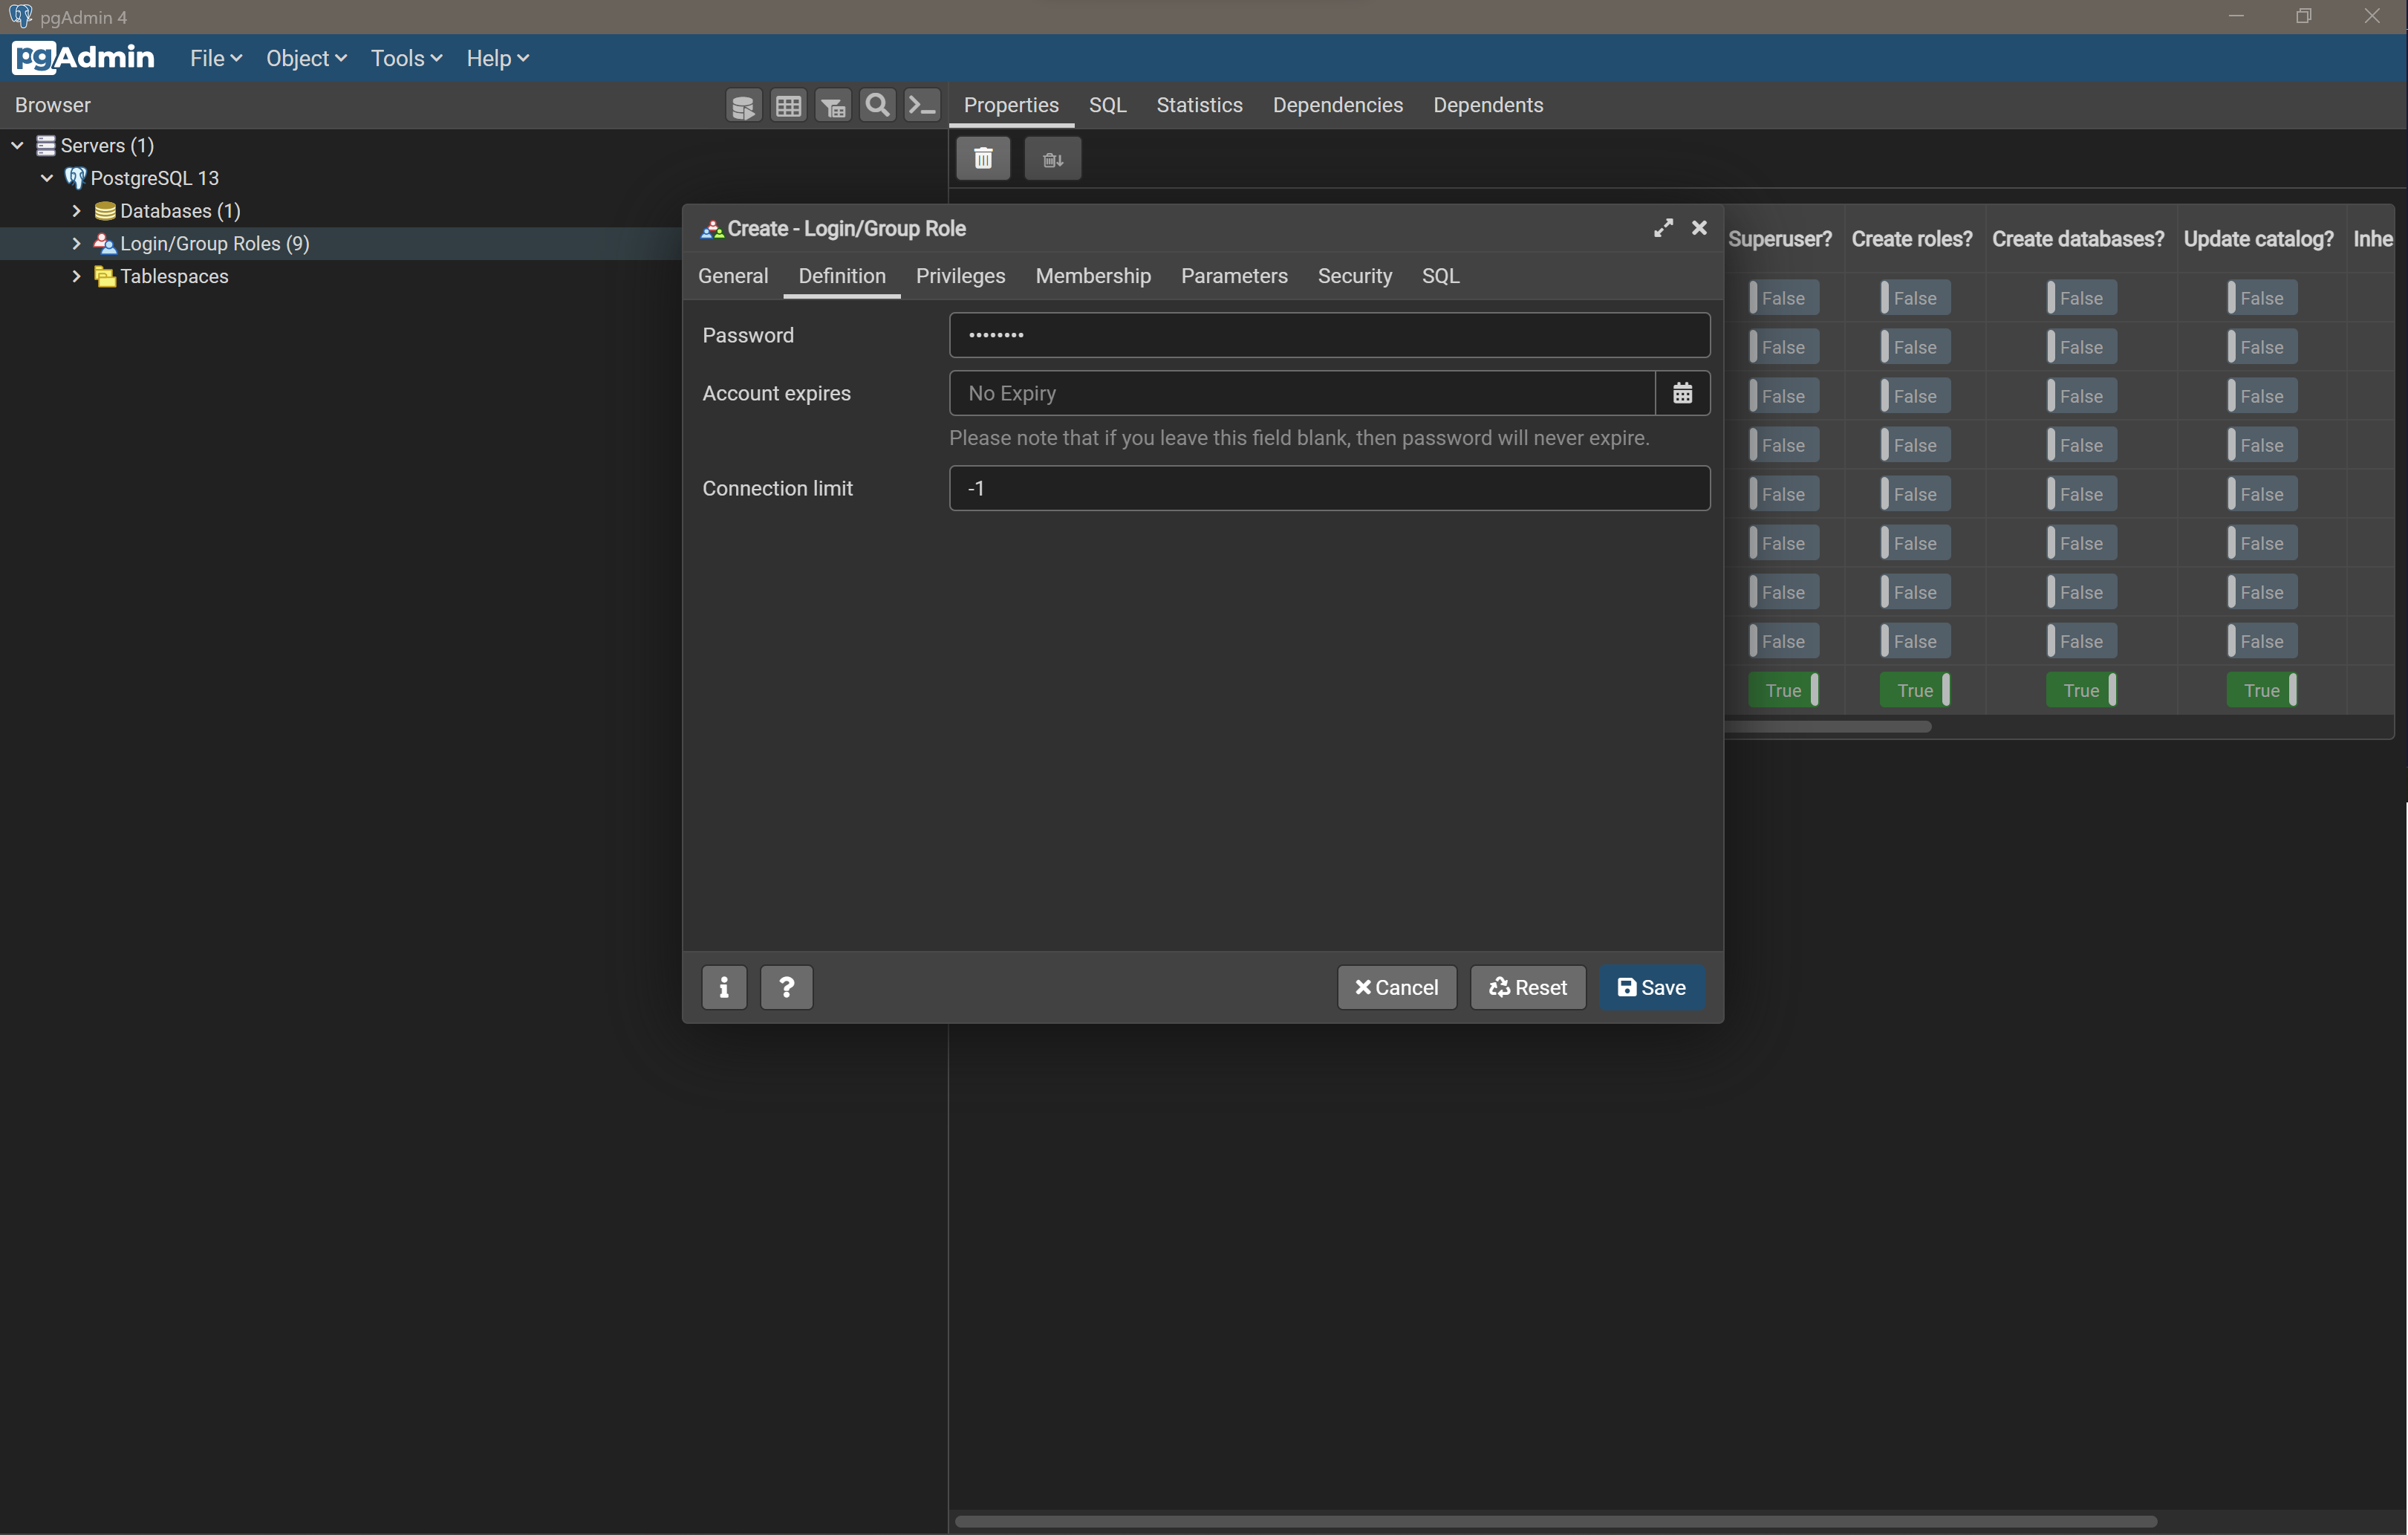 pgAdmin 4
pgAdmin File Object Tools Help
Browser
Properties SQL Statistics Dependencies Dependents
Servers (1)
PostgreSQL 13
Databases (1)
Login/Group Roles (9)
Tablespaces
Superuser? Create roles? Create databases? Update catalog? Inhe
False False False False
False False False False
False False False False
False False False False
False False False False
False False False False
False False False False
False False False False
True True True True
Create - Login/Group Role
General Definition Privileges Membership Parameters Security SQL
Password ••••••••
Account expires No Expiry
Please note that if you leave this field blank, then password will never expire.
Connection limit -1
i ? Cancel Reset Save